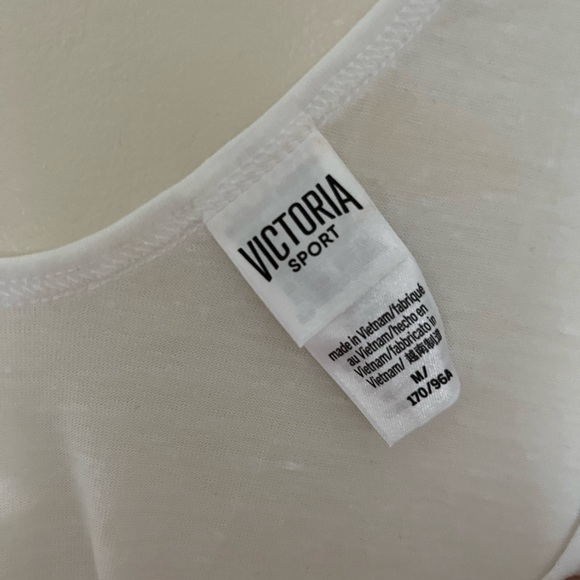 VICTORIA
SPORT
made in Vietnam/fabriqué
au Vietnam/hecho en
Vietnam/fabbricato in
Vietnam/ 越南制造
M/
170/96A